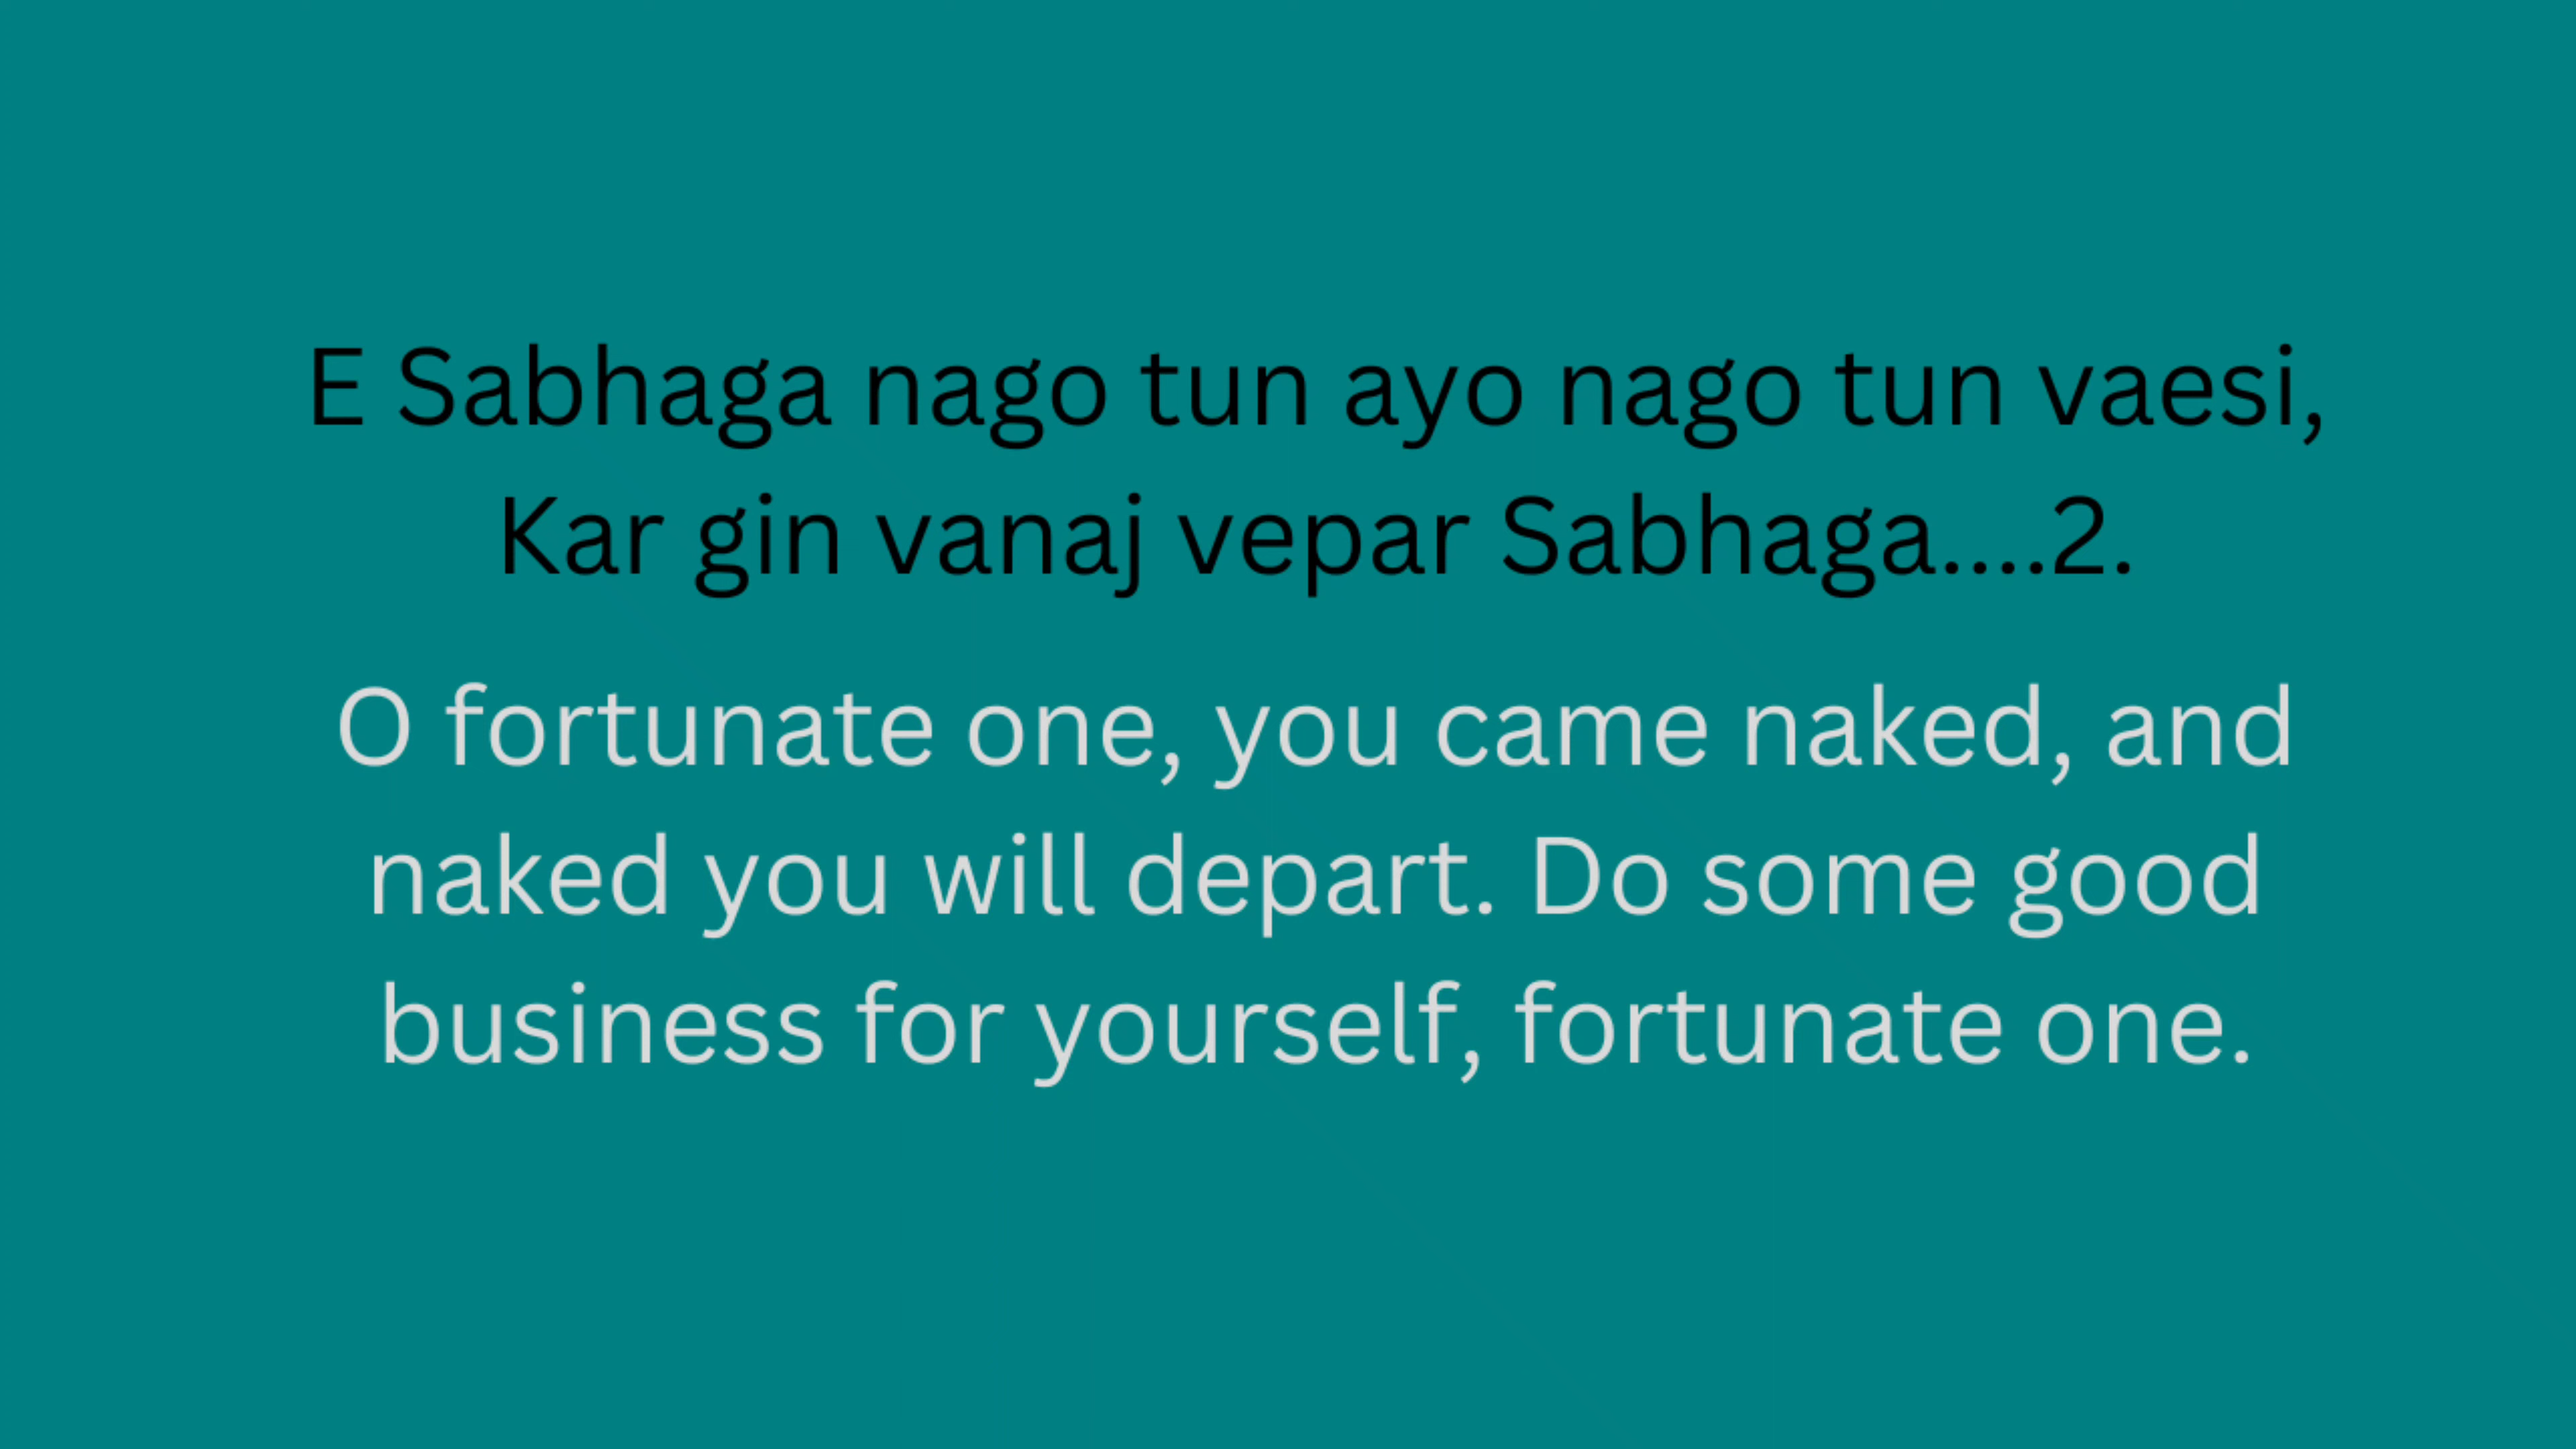 E Sabhaga nago tun ayo nago tun vaesi,
Kar gin vanaj vepar Sabhaga....2.
O fortunate one, you came naked, and
naked you will depart. Do some good
business for yourself, fortunate one.